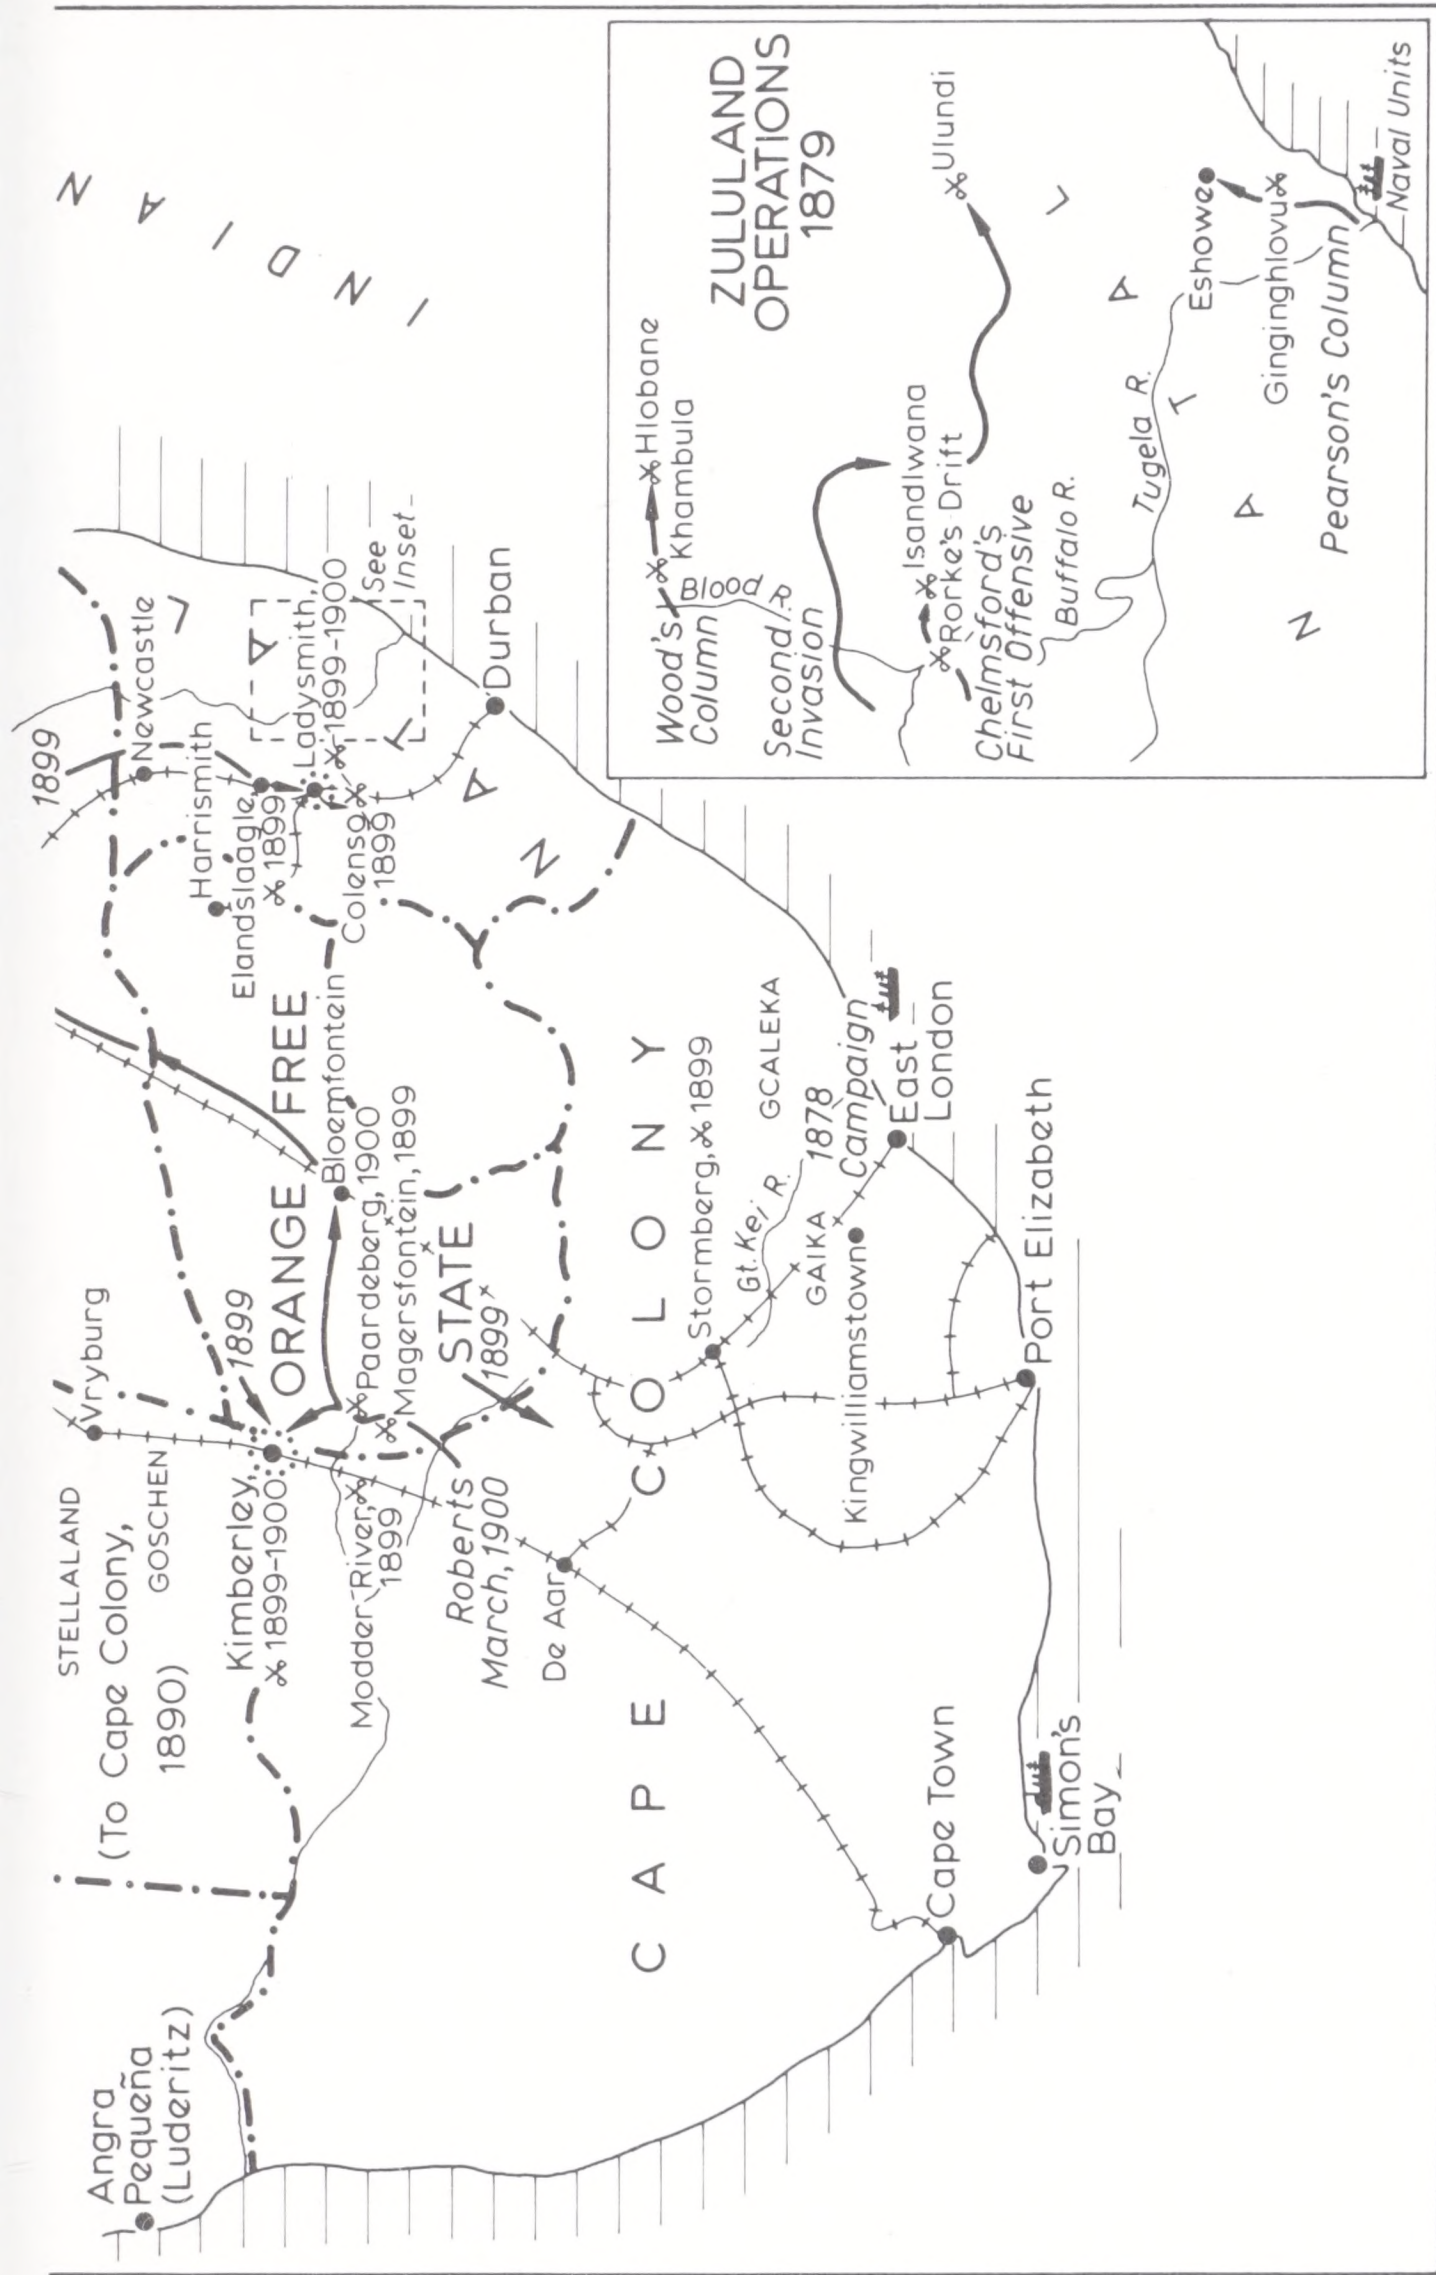 STELLALAND
(To Cape Colony,
1890)
GOSCHEN
Vryburg
Angra
Pequeña
(Luderitz)
Kimberley,
1899-1900
1899
ORANGE FREE
STATE
Bloemfontein
Paardeberg, 1900
Magersfontein, 1899
Modder River,
1899
Roberts
March, 1900
1899
De Aar
CAPE COLONY
Stormberg, 1899
Gt. Kei R.
GCALEKA
GAIKA
1878
Campaign
Kingwilliamstown
East
London
Port Elizabeth
Cape Town
Simon's
Bay
1899
Newcastle
Harrismith
Elandslaagle
1899
Ladysmith,
1899-1900
Colenso
1899
NATAL
See
Inset
Durban
INDIAN
ZULULAND
OPERATIONS
1879
Wood's
Column
Hlobane
Khambula
Blood
R.
Second
Invasion
Isandlwana
Rorke's Drift
Chelmsford's
First Offensive
Buffalo R.
Ulundi
Tugela R.
NATAL
Eshowe
Ginginghlovu
Pearson's Column
Naval Units